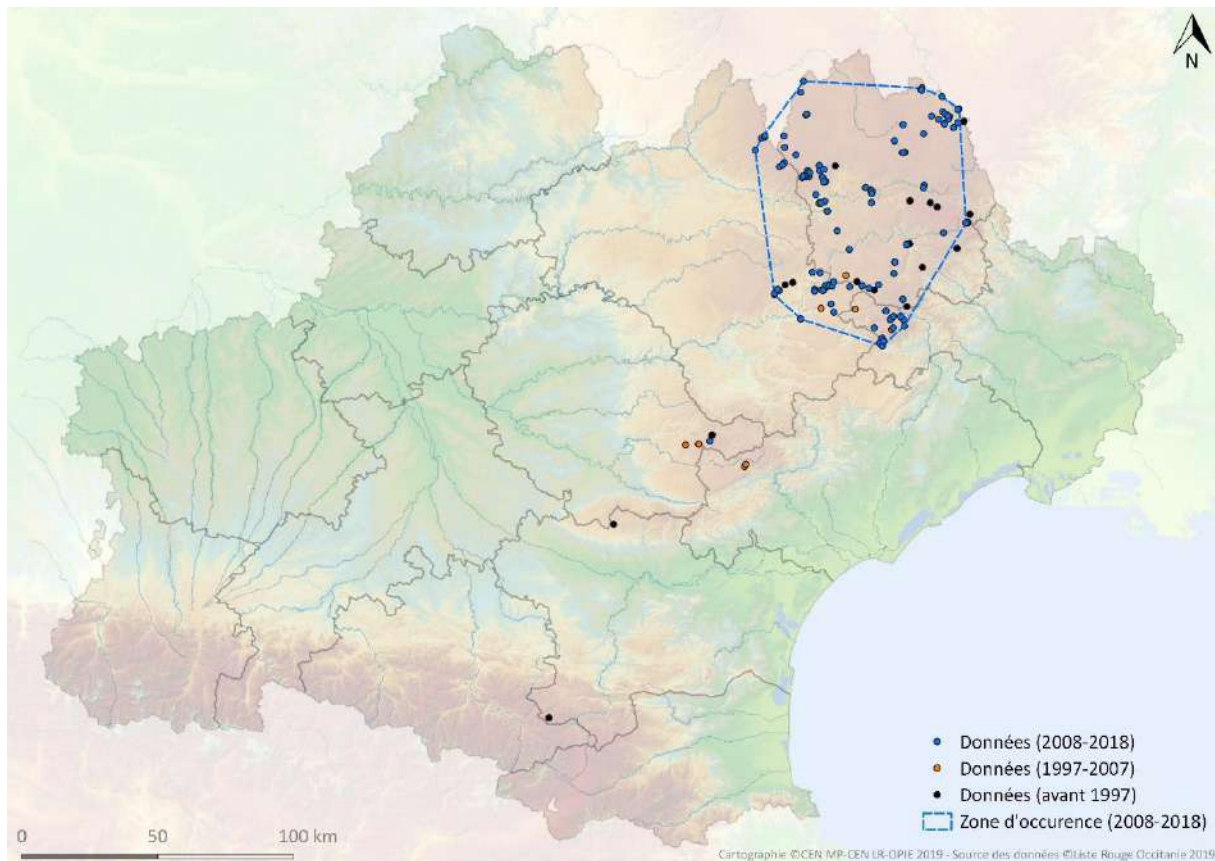 N
Données (2008-2018)
Données (1997-2007)
Données (avant 1997)
Zone d'occurence (2008-2018)
0 50 100 km
Cartographie ©CEN MP-CEN LR-OPIE 2019 - Source des données ©Liste Rouge Occitanie 2019